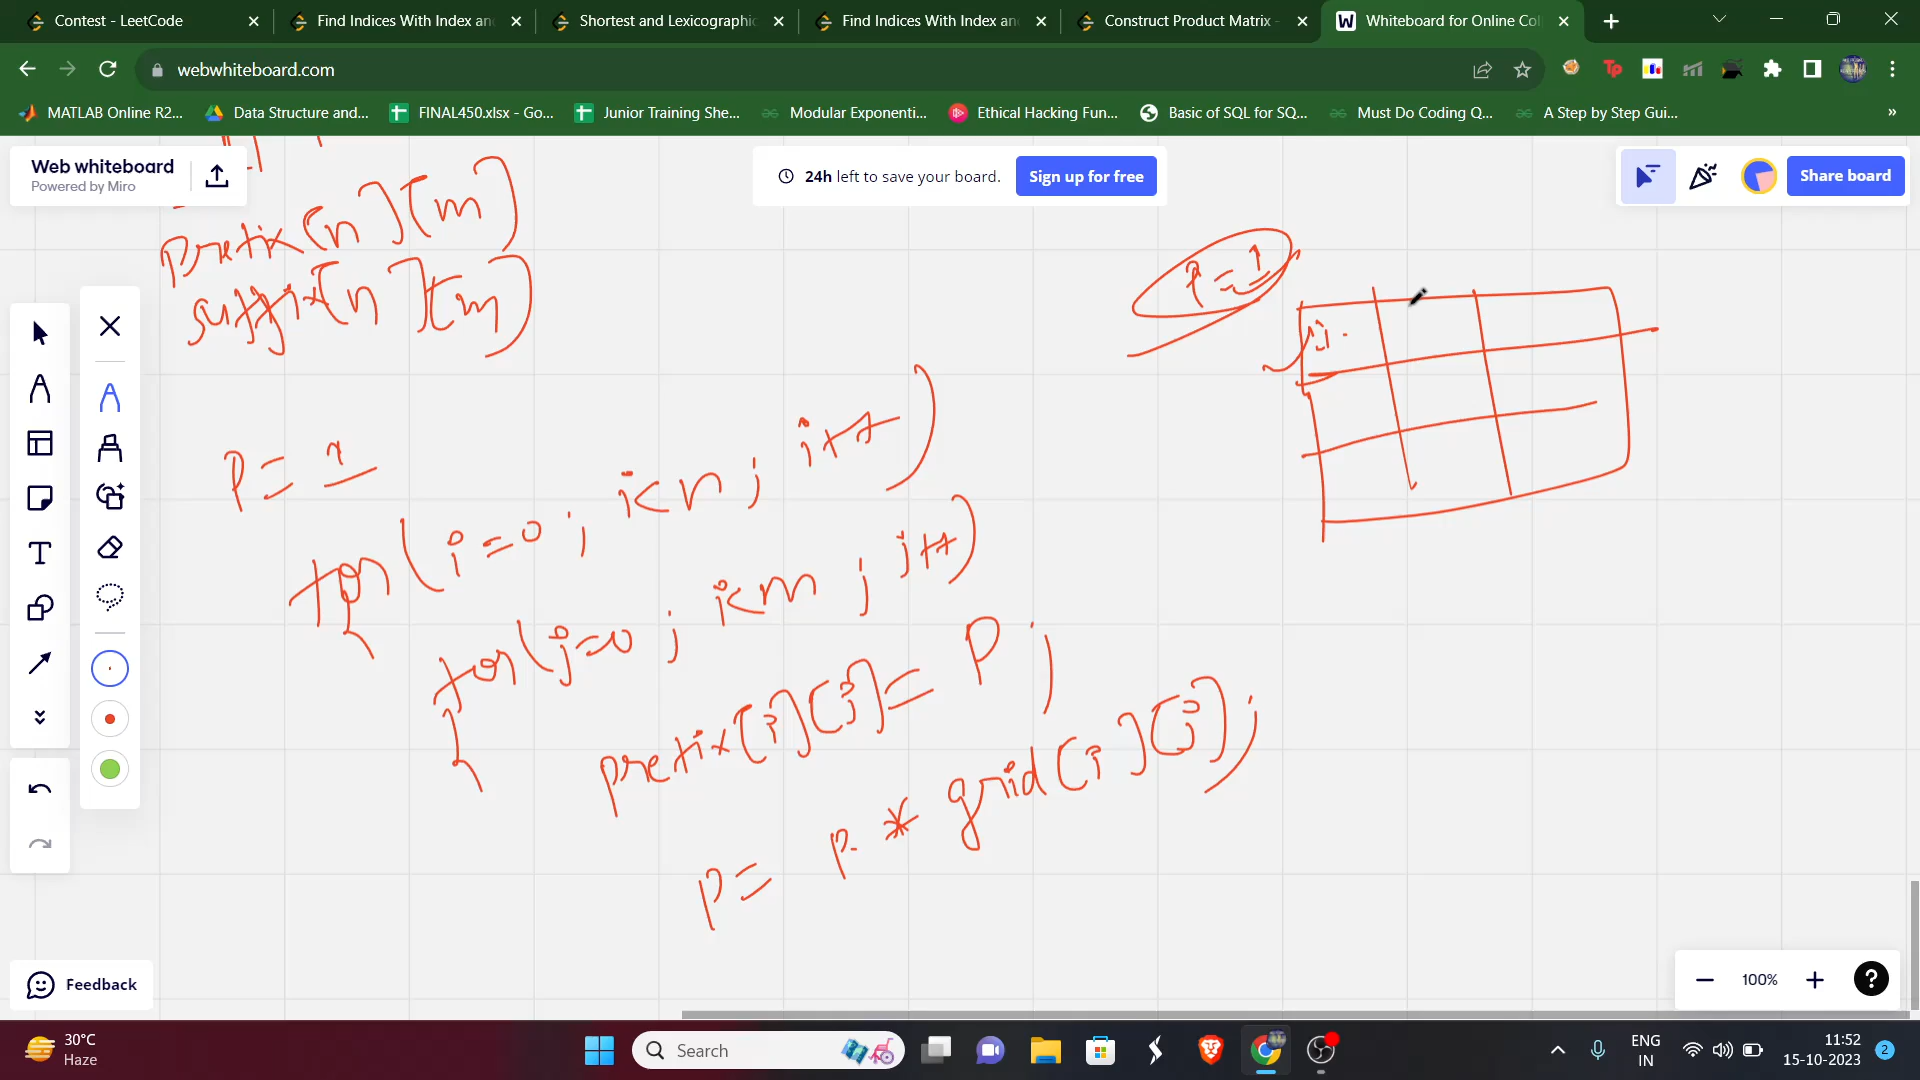 Contest - LeetCode
Find Indices With Index an
Shortest and Lexicographic
Find Indices With Index an
Construct Product Matrix -
Whiteboard for Online Col
webwhiteboard.com
MATLAB Online R2...
Data Structure and...
FINAL450.xlsx - Go...
Junior Training She...
Modular Exponenti...
Ethical Hacking Fun...
Basic of SQL for SQ...
Must Do Coding Q...
A Step by Step Gui...
»
Web whiteboard
Powered by Miro
24h left to save your board.
Sign up for free
Share board
prefix[n][m]
suffix[n][m]
P=1
P = 1
for(i=0; i<n; i++)
{
for(j=0; i<m; j++)
{
prefix[i][j] = P;
P = P * grid[i][j];
T
Feedback
100%
?
30°C
Haze
Search
ENG
IN
11:52
15-10-2023
2